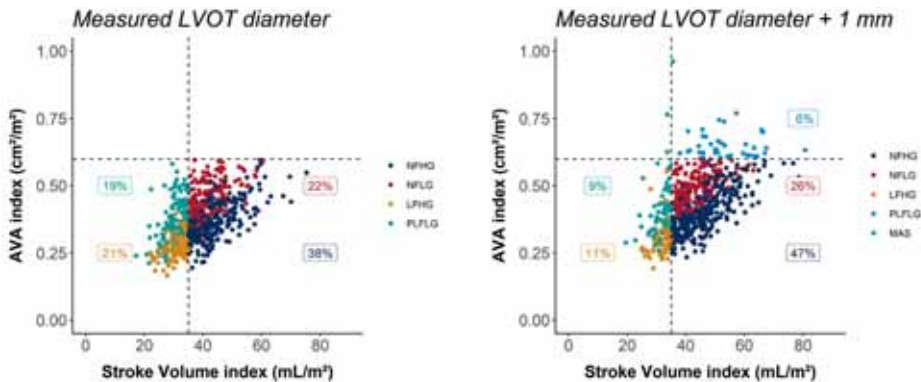 Measured LVOT diameter
1.00
0.75
0.50
0.25
0.00
AVA index (cm²/m²)
19%
22%
21%
38%
0
20
40
60
80
Stroke Volume index (mL/m²)
NFHG
NFLG
LFHG
PLFLG
Measured LVOT diameter + 1 mm
1.00
0.75
0.50
0.25
0.00
AVA index (cm²/m²)
6%
9%
26%
11%
47%
0
20
40
60
80
Stroke Volume index (mL/m²)
NFHG
NFLG
LFHG
PLFLG
MAS